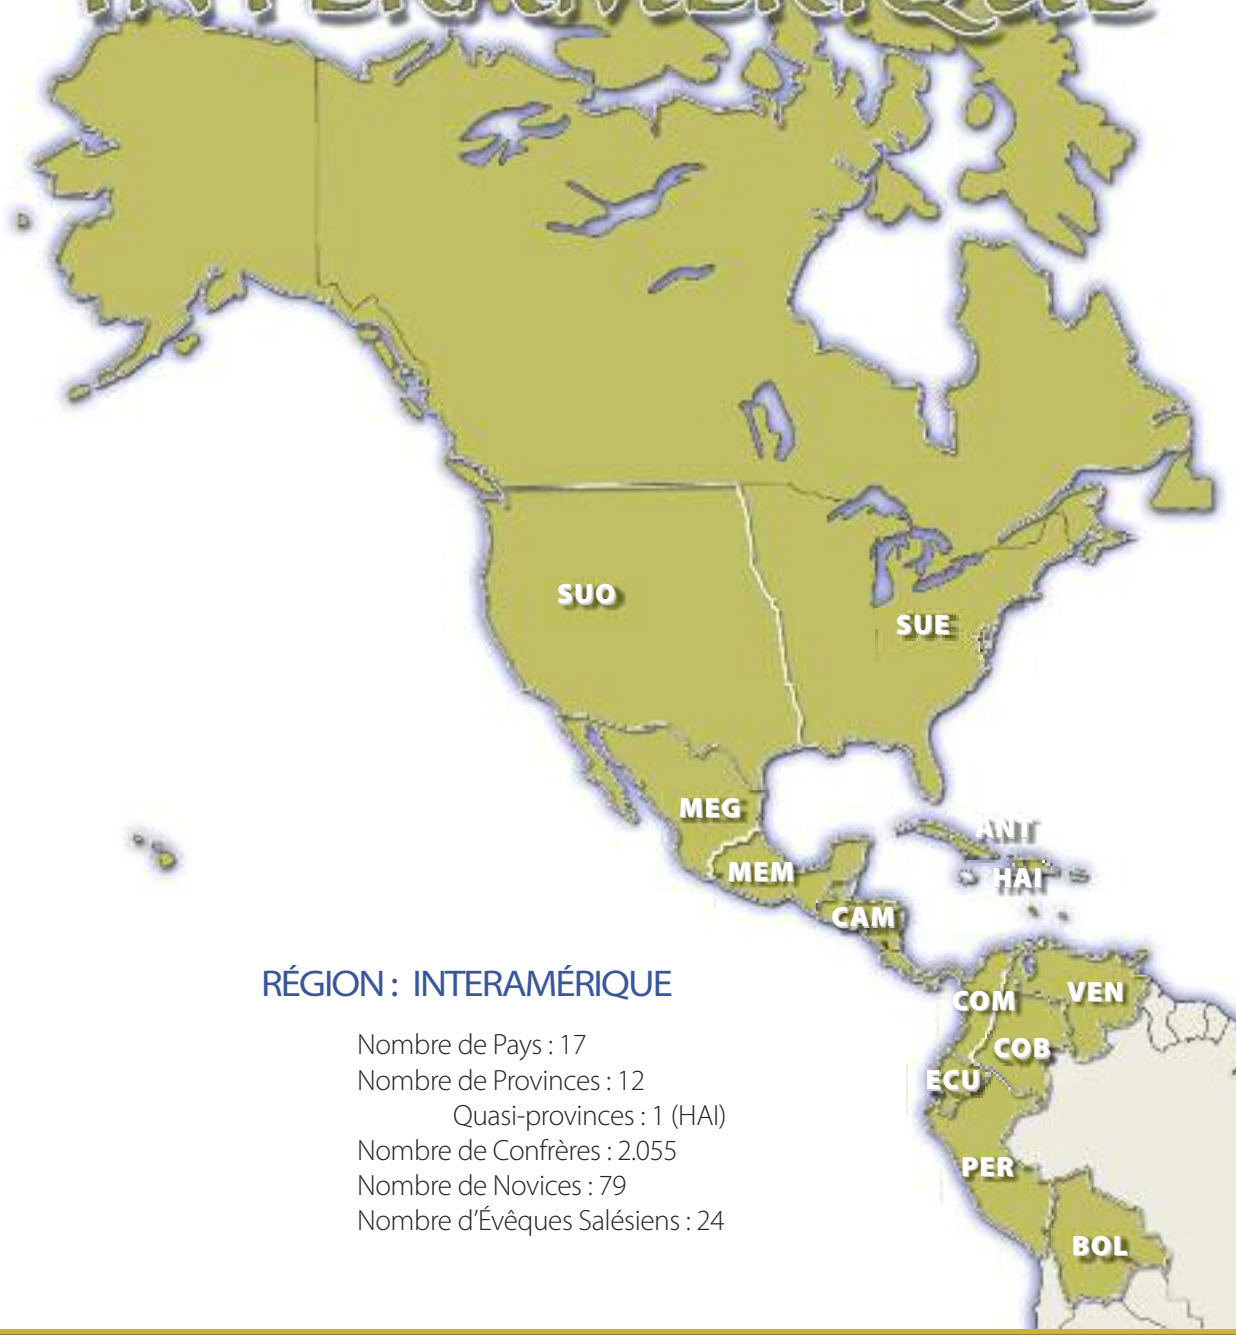 INTERAMÉRIQUE
SUO
SUE
MEG
ANT
MEM
HAI
CAM
COM
VEN
COB
ECU
PER
BOL
RÉGION : INTERAMÉRIQUE
Nombre de Pays : 17
Nombre de Provinces : 12
Quasi-provinces : 1 (HAI)
Nombre de Confrères : 2.055
Nombre de Novices : 79
Nombre d’Évêques Salésiens : 24